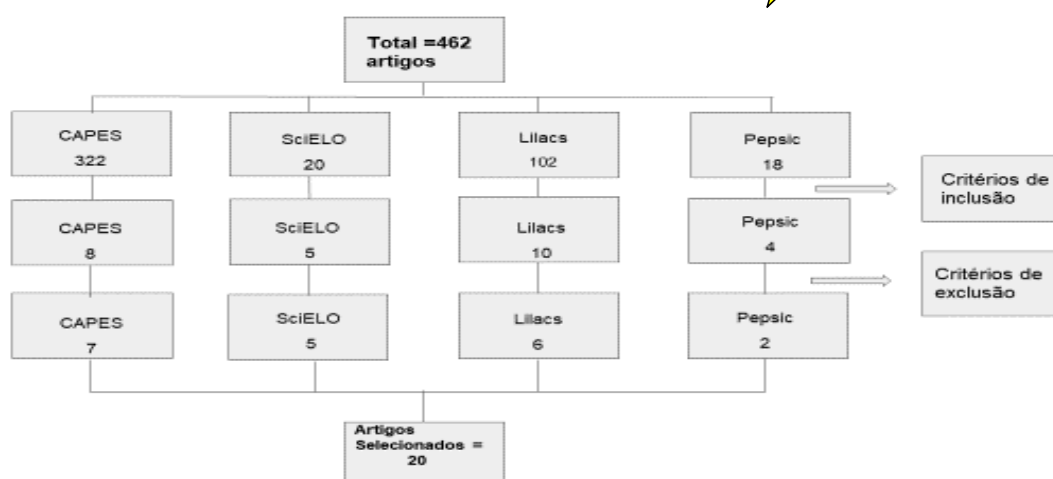 Total =462
artigos
CAPES
322
SciELO
20
Lilacs
102
Pepsic
18
Critérios de
inclusão
CAPES
8
SciELO
5
Lilacs
10
Pepsic
4
Critérios de
exclusão
CAPES
7
SciELO
5
Lilacs
6
Pepsic
2
Artigos
Selecionados =
20